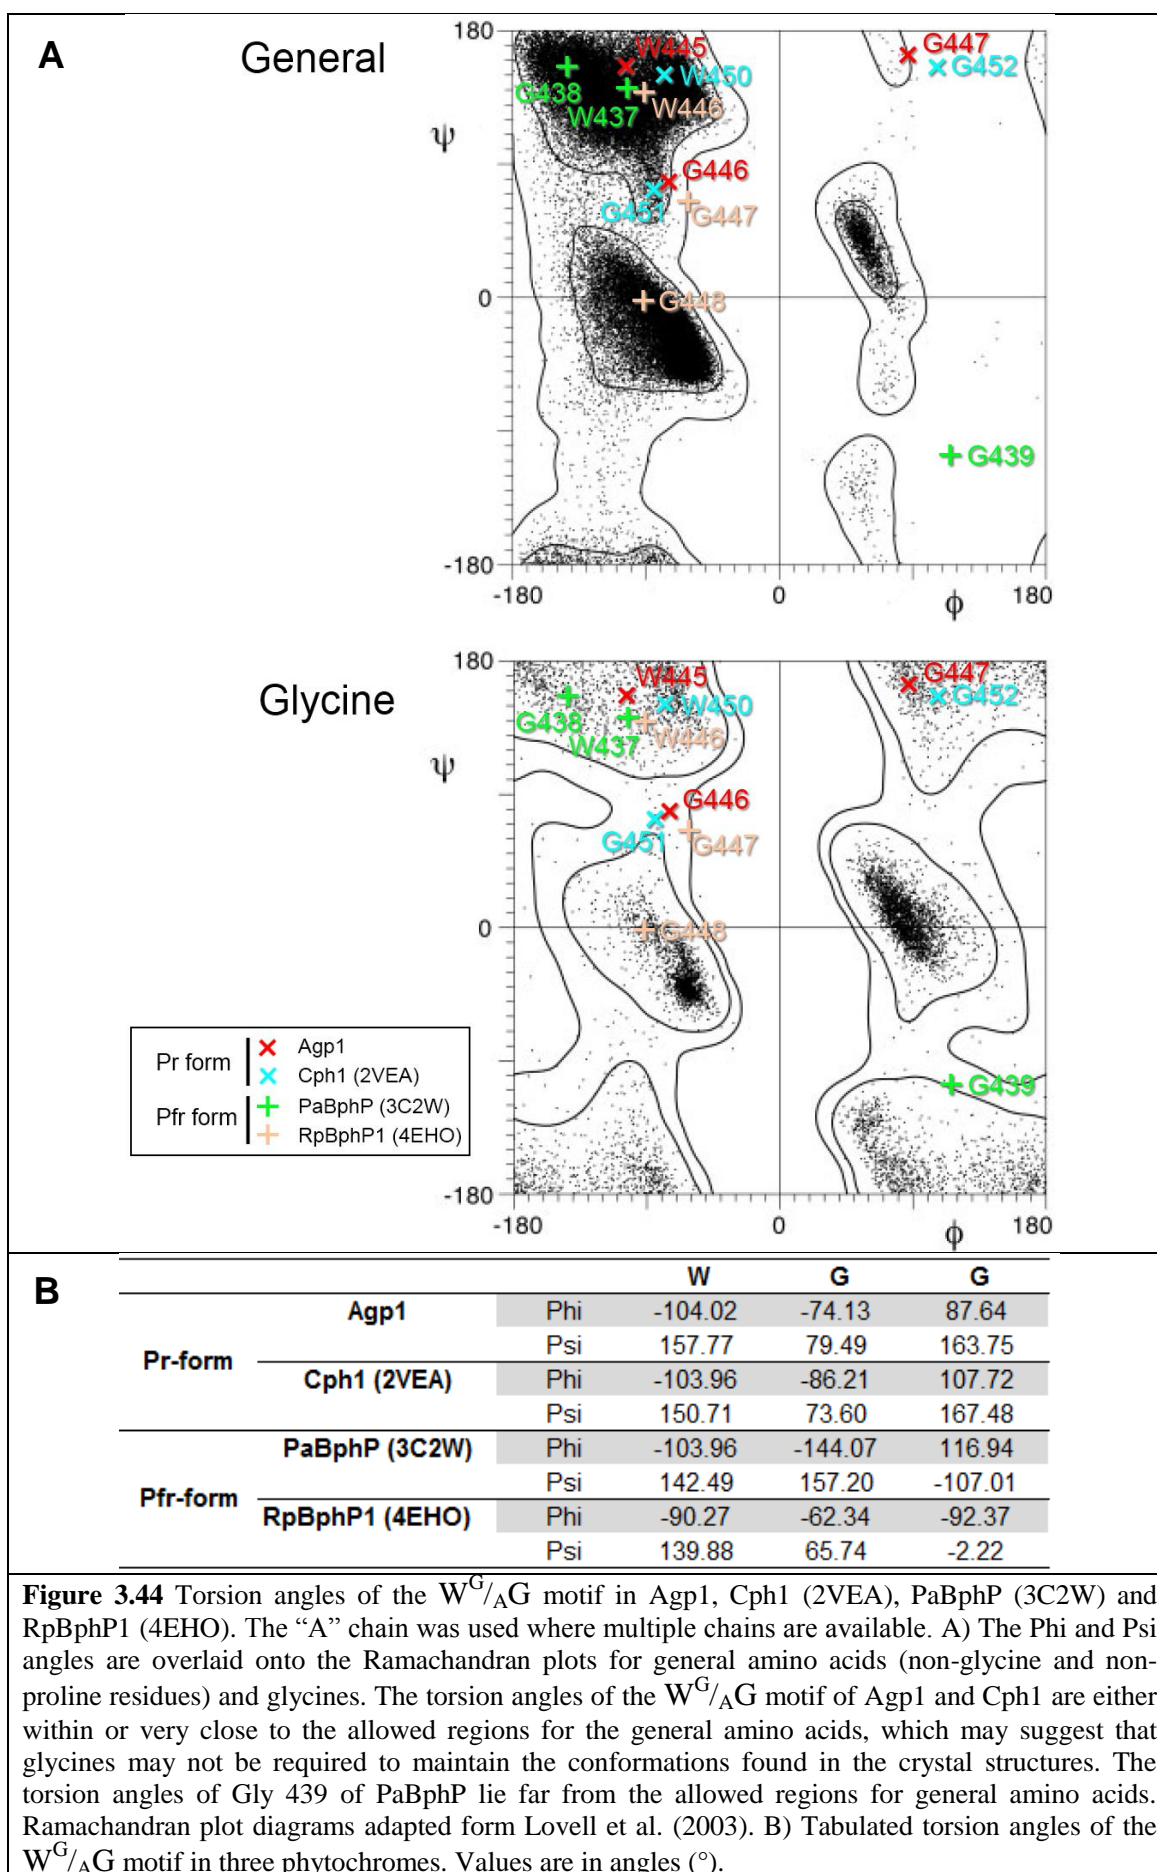 A
General
180
ψ
0
-180
-180
0
ϕ
180
W445
W450
G438
W437
W446
G446
G451
G447
G448
G447
G452
G439
Glycine
180
ψ
0
-180
-180
0
ϕ
180
W445
W450
G438
W437
W446
G446
G451
G447
G448
G447
G452
G439
Pr form
Agp1
Cph1 (2VEA)
Pfr form
PaBphP (3C2W)
RpBphP1 (4EHO)
B
W G G
Agp1 Phi -104.02 -74.13 87.64
Psi 157.77 79.49 163.75
Pr-form
Cph1 (2VEA) Phi -103.96 -86.21 107.72
Psi 150.71 73.60 167.48
PaBphP (3C2W) Phi -103.96 -144.07 116.94
Psi 142.49 157.20 -107.01
Pfr-form
RpBphP1 (4EHO) Phi -90.27 -62.34 -92.37
Psi 139.88 65.74 -2.22
Figure 3.44 Torsion angles of the W^G/_AG motif in Agp1, Cph1 (2VEA), PaBphP (3C2W) and
RpBphP1 (4EHO). The “A” chain was used where multiple chains are available. A) The Phi and Psi
angles are overlaid onto the Ramachandran plots for general amino acids (non-glycine and non-
proline residues) and glycines. The torsion angles of the W^G/_AG motif of Agp1 and Cph1 are either
within or very close to the allowed regions for the general amino acids, which may suggest that
glycines may not be required to maintain the conformations found in the crystal structures. The
torsion angles of Gly 439 of PaBphP lie far from the allowed regions for general amino acids.
Ramachandran plot diagrams adapted form Lovell et al. (2003). B) Tabulated torsion angles of the
W^G/_AG motif in three phytochromes. Values are in angles (°).